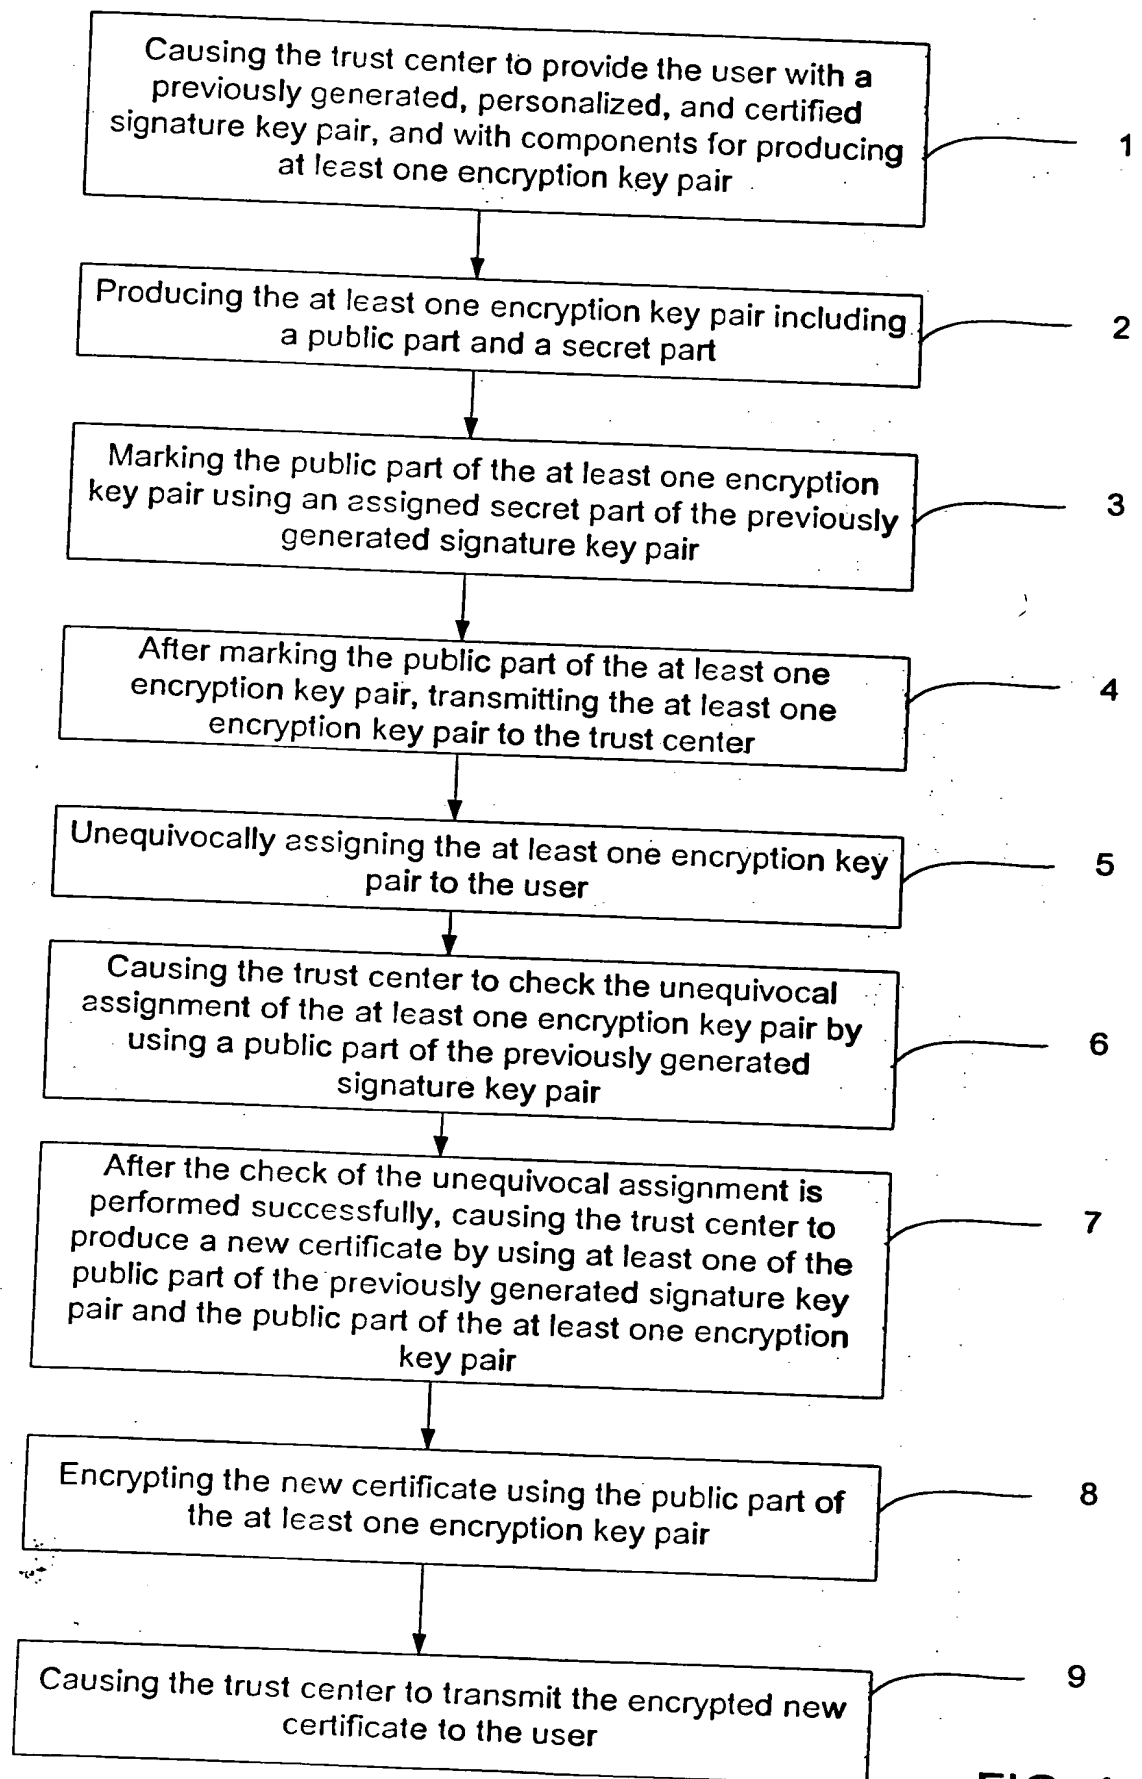 Causing the trust center to provide the user with a
previously generated, personalized, and certified
signature key pair, and with components for producing
at least one encryption key pair
1
Producing the at least one encryption key pair including
a public part and a secret part
2
Marking the public part of the at least one encryption
key pair using an assigned secret part of the previously
generated signature key pair
3
After marking the public part of the at least one
encryption key pair, transmitting the at least one
encryption key pair to the trust center
4
Unequivocally assigning the at least one encryption key
pair to the user
5
Causing the trust center to check the unequivocal
assignment of the at least one encryption key pair by
using a public part of the previously generated
signature key pair
6
After the check of the unequivocal assignment is
performed successfully, causing the trust center to
produce a new certificate by using at least one of the
public part of the previously generated signature key
pair and the public part of the at least one encryption
key pair
7
Encrypting the new certificate using the public part of
the at least one encryption key pair
8
Causing the trust center to transmit the encrypted new
certificate to the user
9
FIG.